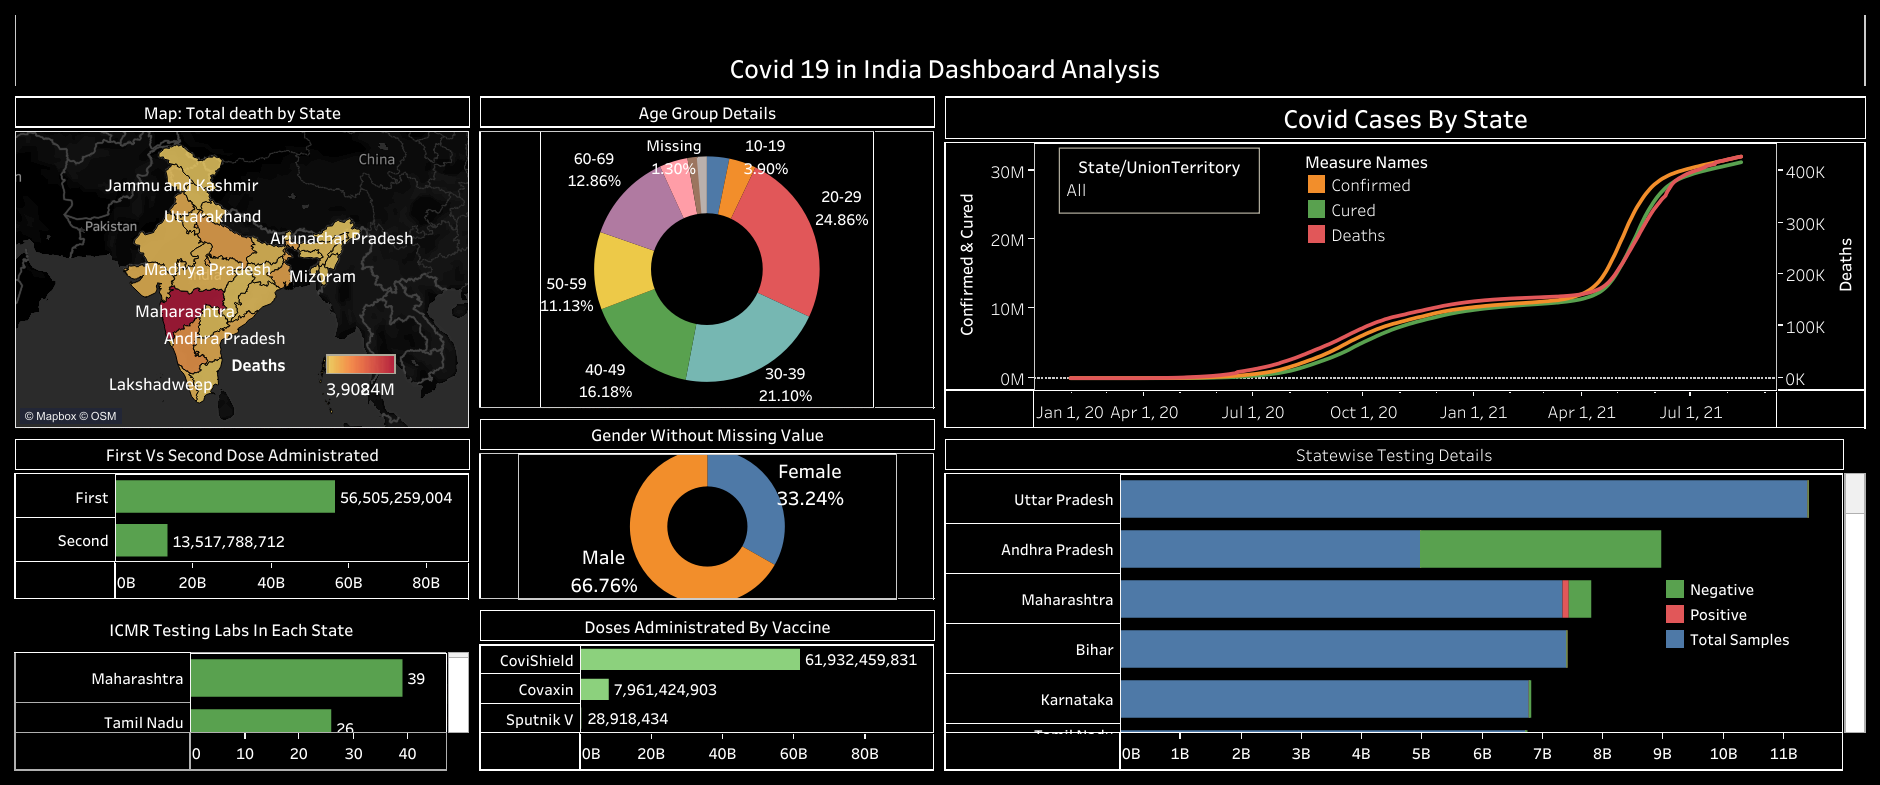 Covid 19 in India Dashboard Analysis
Map: Total death by State
China
Jammu and Kashmir
Uttarakhand
Pakistan
Arunachal Pradesh
Madhya Pradesh
India
Mizoram
Maharashtra
Andhra Pradesh
Deaths
Lakshadweep
© Mapbox © OSM
Age Group Details
Missing
1.30%
10-19
3.90%
60-69
12.86%
20-29
24.86%
50-59
11.13%
40-49
16.18%
30-39
21.10%
Covid Cases By State
State/UnionTerritory
All
Measure Names
Confirmed
Cured
Deaths
Confirmed & Cured
30M
20M
10M
0M
Deaths
400K
300K
200K
100K
0K
Jan 1, 20 Apr 1, 20 Jul 1, 20 Oct 1, 20 Jan 1, 21 Apr 1, 21 Jul 1, 21
First Vs Second Dose Administrated
First 56,505,259,004
Second 13,517,788,712
0B 20B 40B 60B 80B
Gender Without Missing Value
Female
33.24%
Male
66.76%
Statewise Testing Details
Uttar Pradesh
Andhra Pradesh
Maharashtra
Bihar
Karnataka
Tamil Nadu
Negative
Positive
Total Samples
0B 1B 2B 3B 4B 5B 6B 7B 8B 9B 10B 11B
ICMR Testing Labs In Each State
Maharashtra 39
Tamil Nadu 26
0 10 20 30 40
Doses Administrated By Vaccine
CoviShield 61,932,459,831
Covaxin 7,961,424,903
Sputnik V 28,918,434
0B 20B 40B 60B 80B